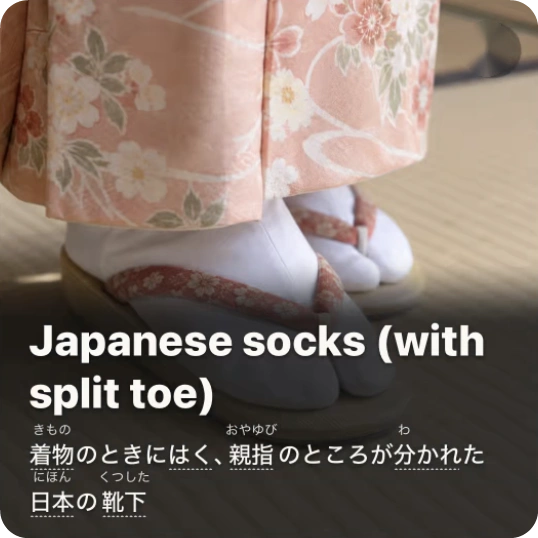 Japanese socks (with
split toe)
きもの おやゆび わ
着物のときにはく、親指のところが分かれた
にほん くつした
日本の靴下